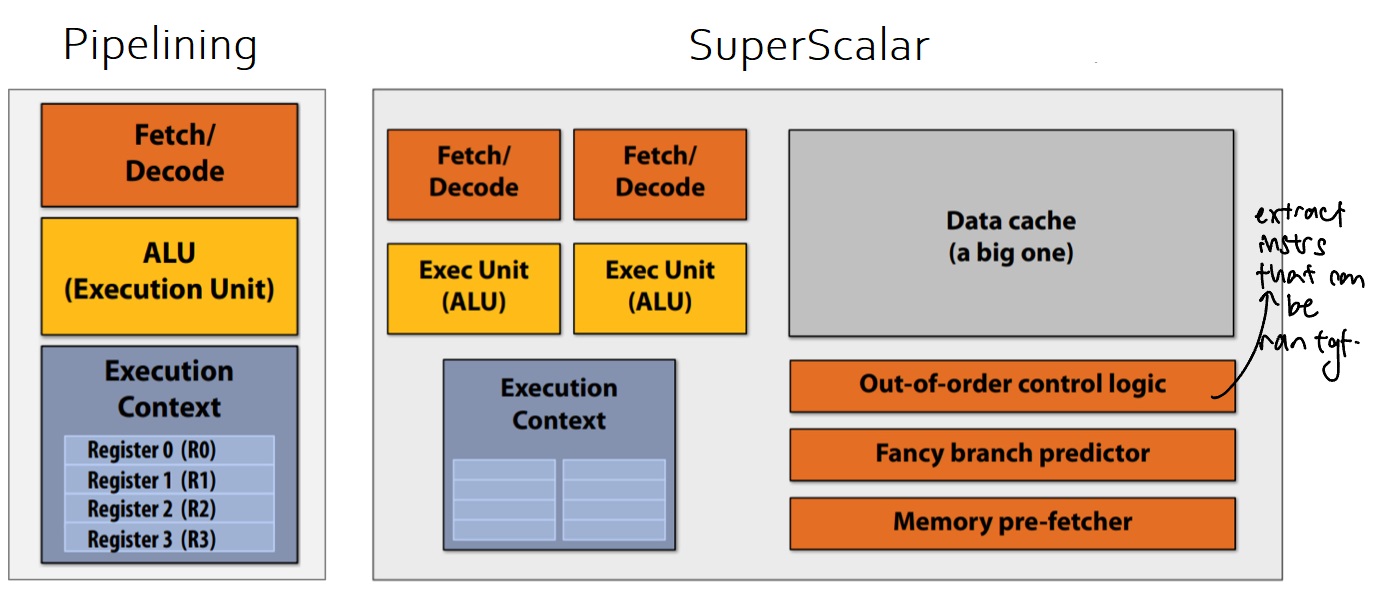 Pipelining
Fetch/
Decode
ALU
(Execution Unit)
Execution
Context
Register 0 (R0)
Register 1 (R1)
Register 2 (R2)
Register 3 (R3)
SuperScalar
Fetch/
Decode
Fetch/
Decode
Exec Unit
(ALU)
Exec Unit
(ALU)
Execution
Context
Data cache
(a big one)
Out-of-order control logic
Fancy branch predictor
Memory pre-fetcher
extract
instrs
that can
be
ran tgt.